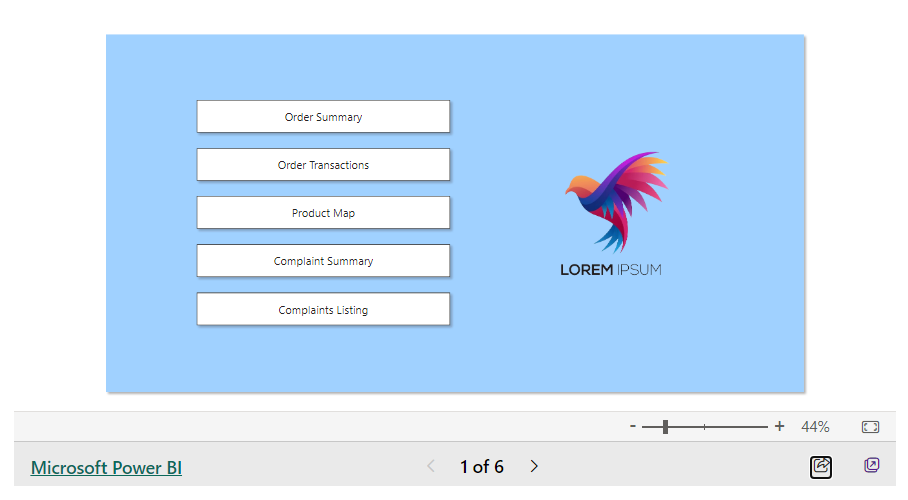 Order Summary
Order Transactions
Product Map
Complaint Summary
Complaints Listing
LOREM IPSUM
- + 44%
Microsoft Power BI
1 of 6